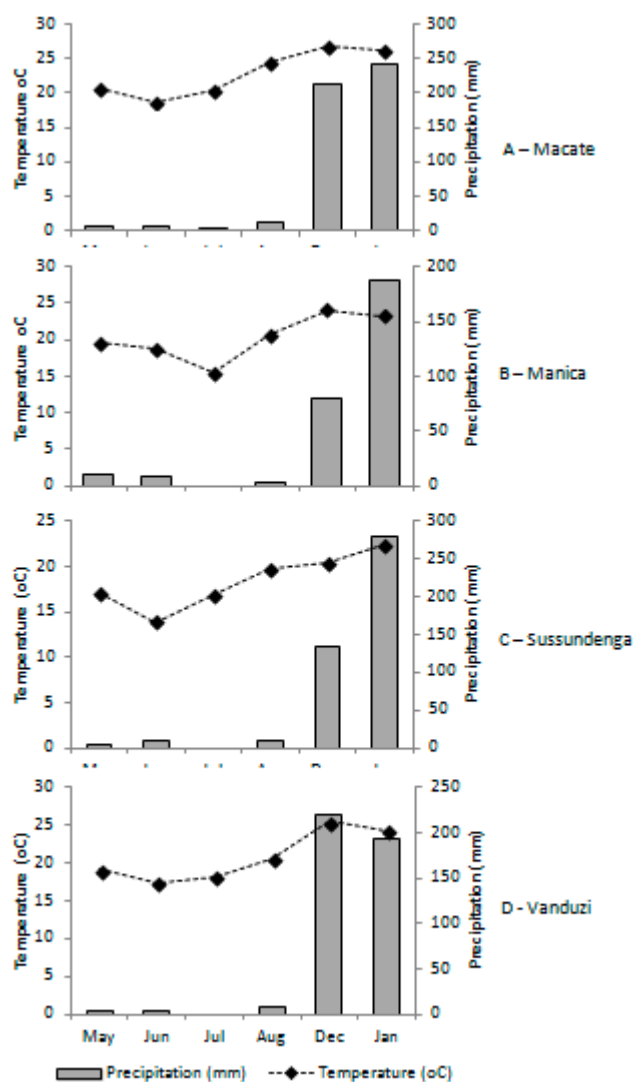 30 300
25 250
20 200
15 150
10 100
5 50
0 0
Temperature oC
Precipitation (mm)
A – Macate
30 200
25
20 150
15 100
10
5 50
0 0
Temperature oC
Precipitation (mm)
B – Manica
25 300
20 250
15 200
10 150
5 100
0 50
0
Temperature (oC)
Precipitation (mm)
C – Sussundenga
30 250
25 200
20 150
15 100
10 50
5
0 0
Temperature (oC)
Precipitation (mm)
D - Vanduzi
May Jun Jul Aug Dec Jan
Precipitation (mm) Temperature (oC)